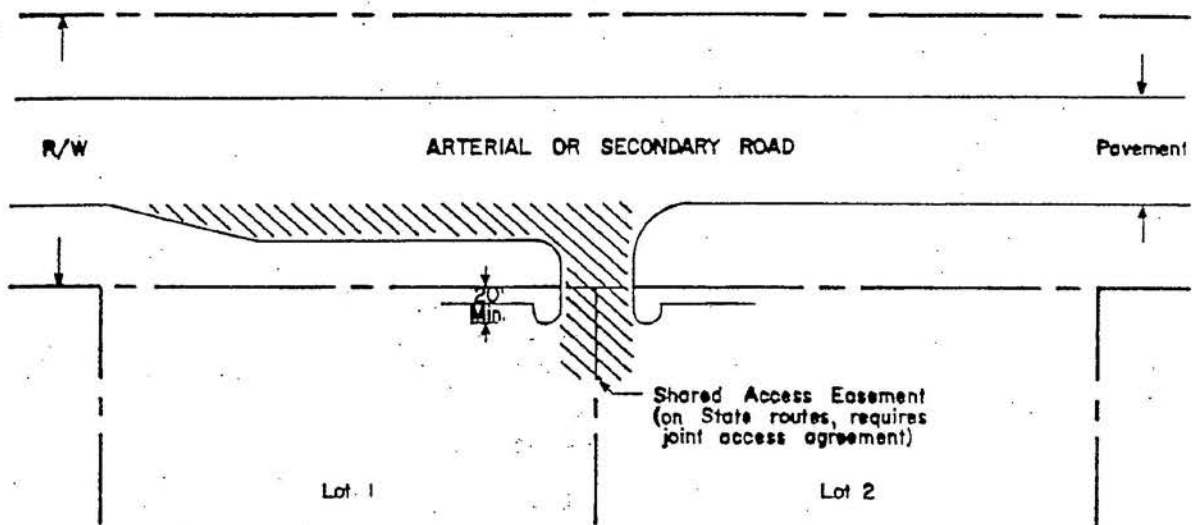 R/W
ARTERIAL OR SECONDARY ROAD
Pavement
20'
Min.
Shared Access Easement
(on State routes, requires
joint access agreement)
Lot 1
Lot 2